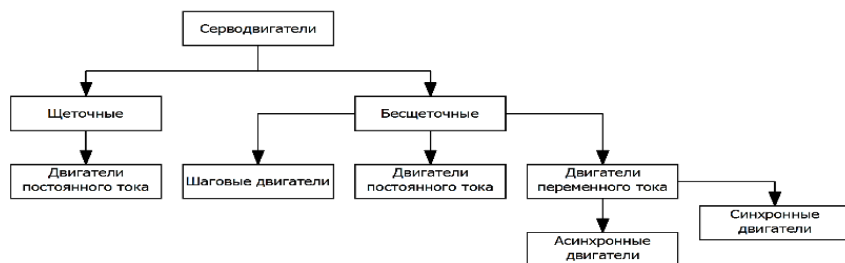 Серводвигатели
Щеточные
Бесщеточные
Двигатели
постоянного тока
Шаговые двигатели
Двигатели
постоянного тока
Двигатели
переменного тока
Синхронные
двигатели
Асинхронные
двигатели